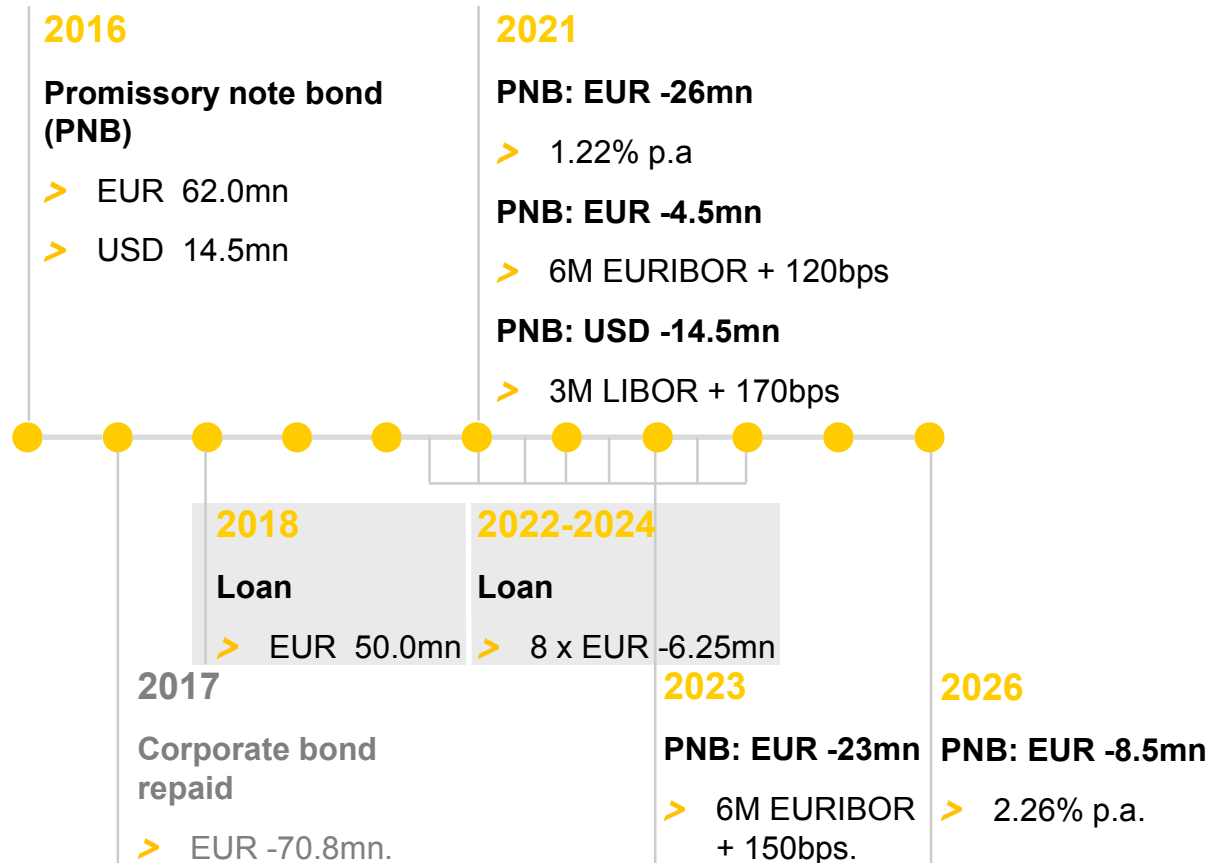 2016
Promissory note bond
(PNB)
> EUR 62.0mn
> USD 14.5mn
2021
PNB: EUR -26mn
> 1.22% p.a
PNB: EUR -4.5mn
> 6M EURIBOR + 120bps
PNB: USD -14.5mn
> 3M LIBOR + 170bps
2018
Loan
> EUR 50.0mn
2022-2024
Loan
> 8 x EUR -6.25mn
2017
Corporate bond
repaid
> EUR -70.8mn.
2023
PNB: EUR -23mn
> 6M EURIBOR
+ 150bps.
2026
PNB: EUR -8.5mn
> 2.26% p.a.